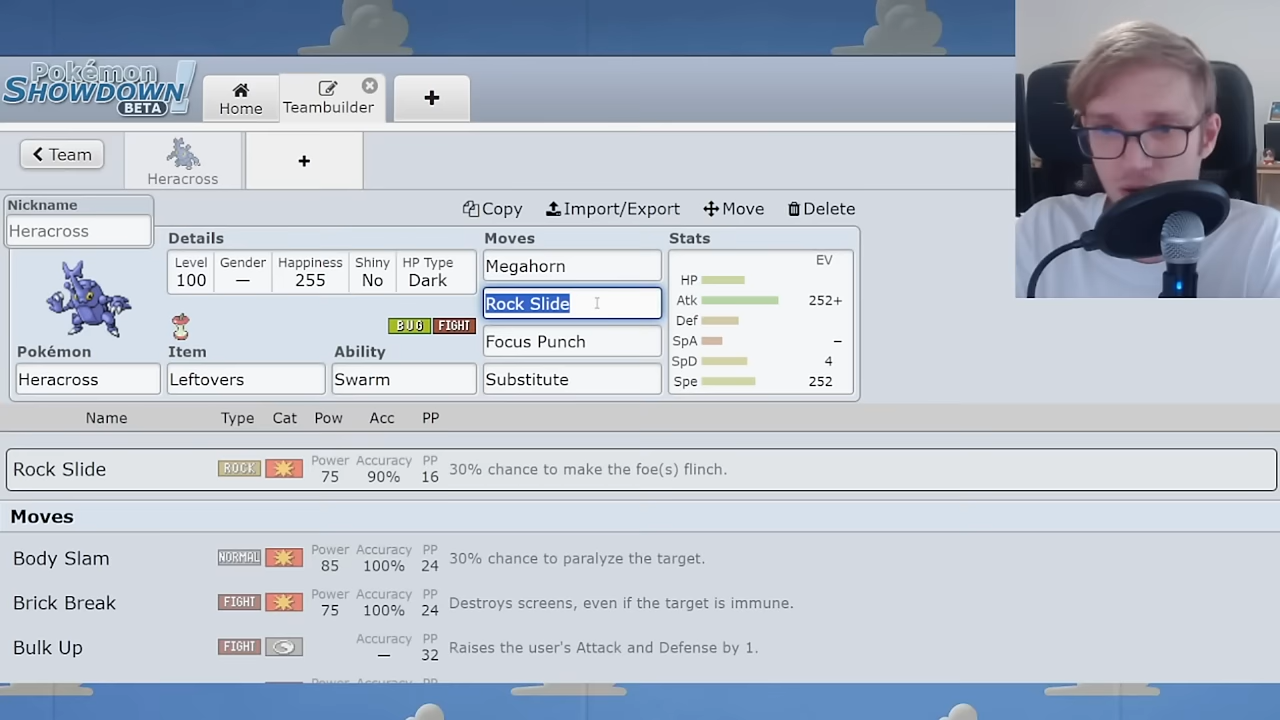 Pokémon
SHOWDOWN!
BETA
Home
Teambuilder
+
Team
Heracross
+
Nickname
Heracross
Copy
Import/Export
Move
Delete
Details
Level
Gender
Happiness
Shiny
HP Type
100
—
255
No
Dark
BUG
FIGHT
Pokémon
Item
Ability
Heracross
Leftovers
Swarm
Moves
Megahorn
Rock Slide
Focus Punch
Substitute
Stats
EV
HP
Atk 252+
Def
SpA –
SpD 4
Spe 252
Name Type Cat Pow Acc PP
Rock Slide ROCK Power 75 Accuracy 90% PP 16 30% chance to make the foe(s) flinch.
Moves
Body Slam NORMAL Power 85 Accuracy 100% PP 24 30% chance to paralyze the target.
Brick Break FIGHT Power 75 Accuracy 100% PP 24 Destroys screens, even if the target is immune.
Bulk Up FIGHT Accuracy — PP 32 Raises the user's Attack and Defense by 1.
Power Accuracy PP